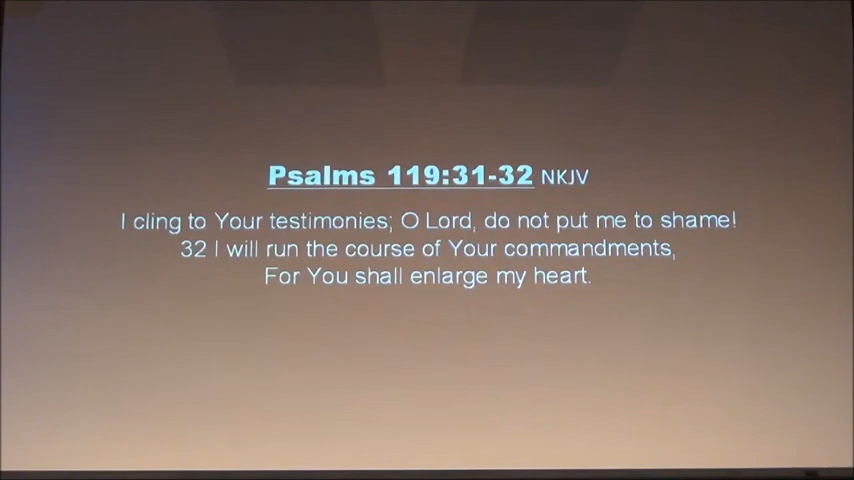 Psalms 119:31-32 NKJV
I cling to Your testimonies; O Lord, do not put me to shame!
32 I will run the course of Your commandments,
For You shall enlarge my heart.